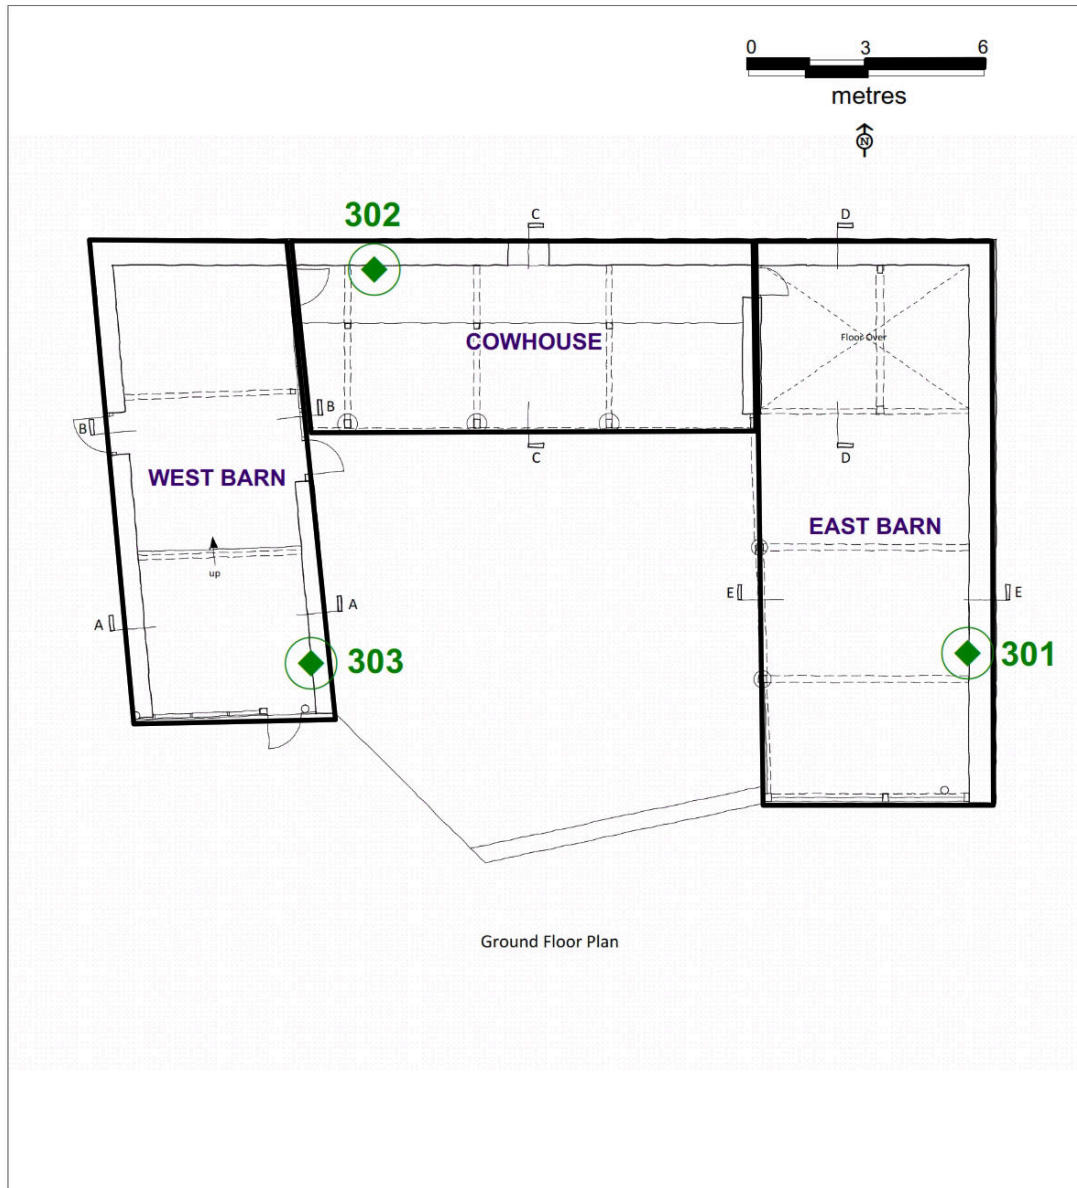 0 3 6
metres
N
302
C D
COWHOUSE
Floor Over
B
B
C D
WEST BARN
EAST BARN
up
E E
A A
303
301
Ground Floor Plan